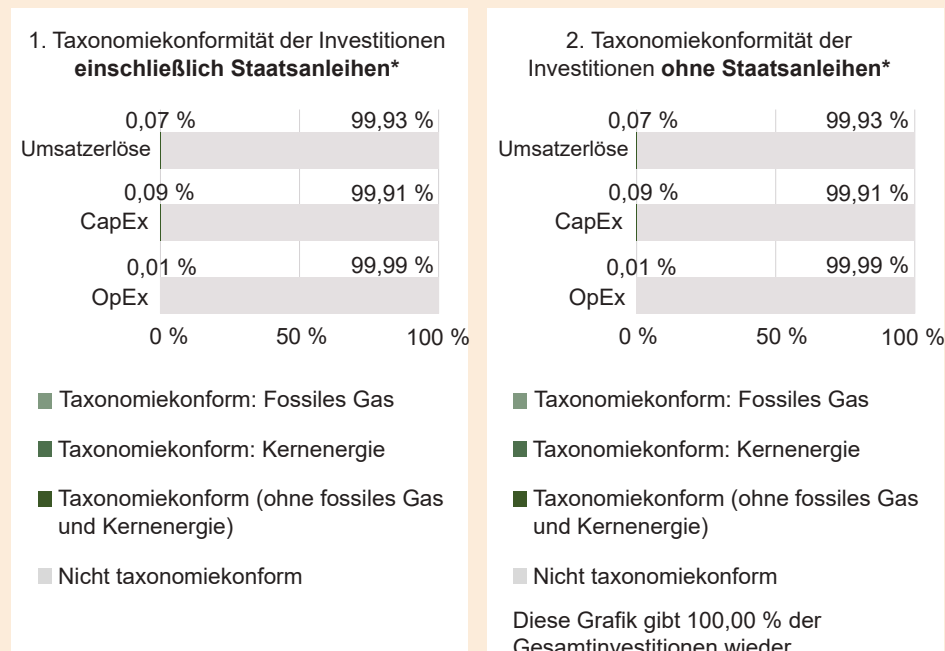 1. Taxonomiekonformität der Investitionen
einschließlich Staatsanleihen*
0,07 % 99,93 %
Umsatzerlöse
0,09 % 99,91 %
CapEx
0,01 % 99,99 %
OpEx
0 % 50 % 100 %
Taxonomiekonform: Fossiles Gas
Taxonomiekonform: Kernenergie
Taxonomiekonform (ohne fossiles Gas
und Kernenergie)
Nicht taxonomiekonform
2. Taxonomiekonformität der
Investitionen ohne Staatsanleihen*
0,07 % 99,93 %
Umsatzerlöse
0,09 % 99,91 %
CapEx
0,01 % 99,99 %
OpEx
0 % 50 % 100 %
Taxonomiekonform: Fossiles Gas
Taxonomiekonform: Kernenergie
Taxonomiekonform (ohne fossiles Gas
und Kernenergie)
Nicht taxonomiekonform
Diese Grafik gibt 100,00 % der
Gesamtinvestitionen wieder